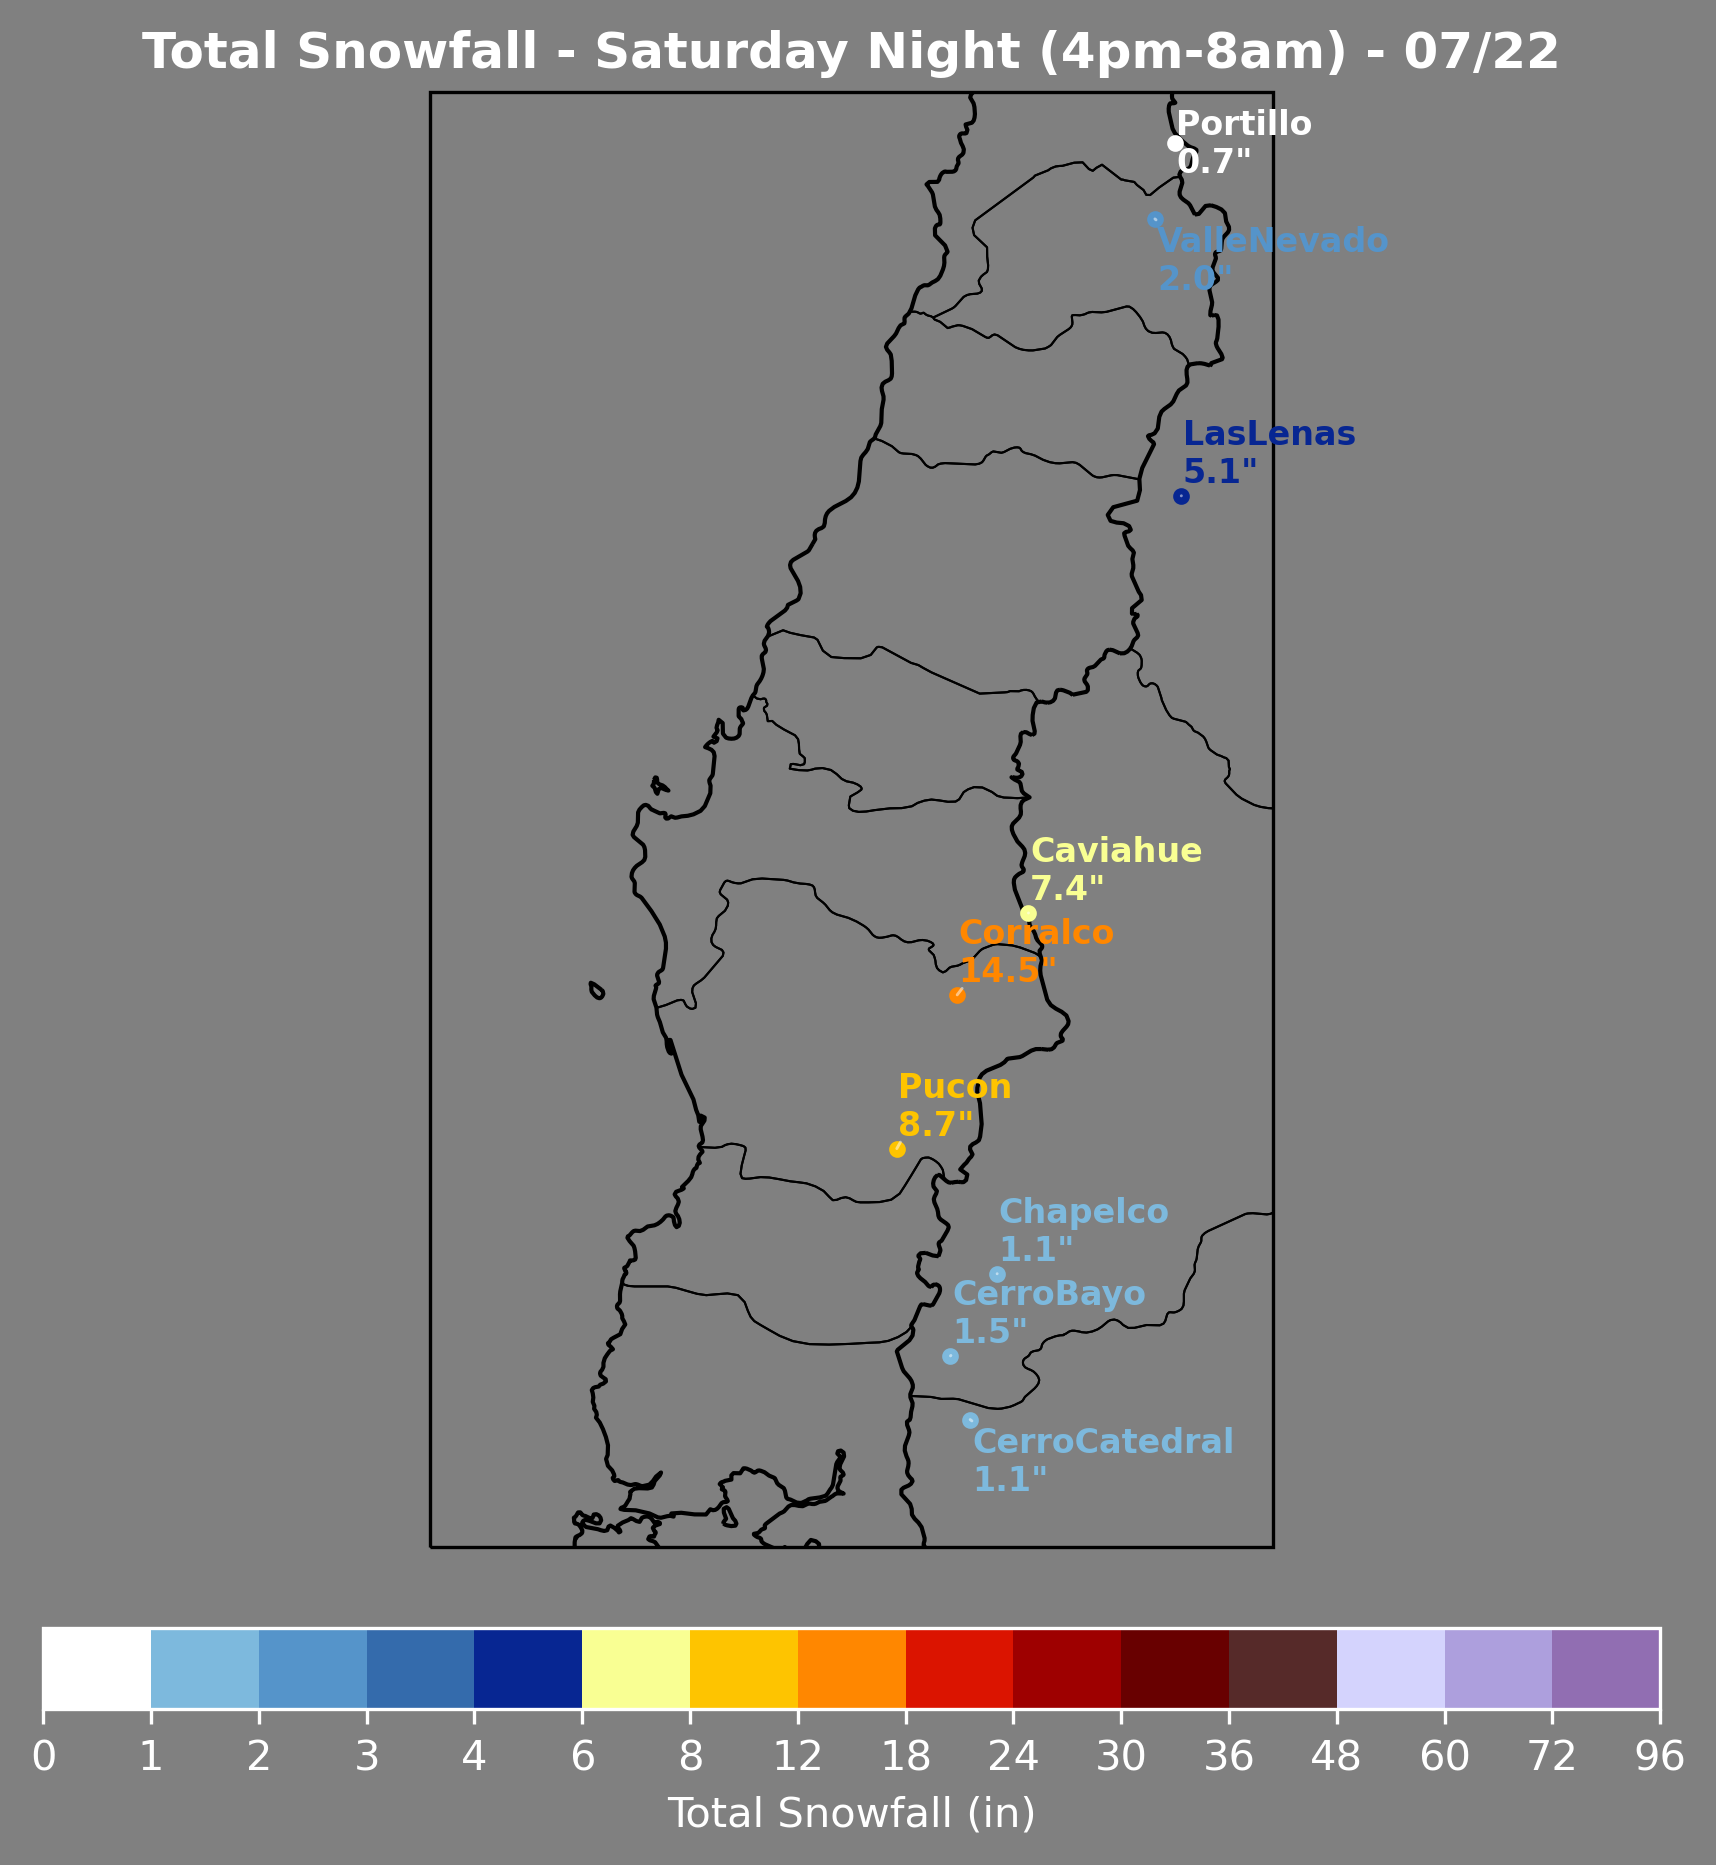 Total Snowfall - Saturday Night (4pm-8am) - 07/22
Portillo
0.7"
ValleNevado
2.0"
LasLenas
5.1"
Caviahue
7.4"
Corralco
14.5"
Pucon
8.7"
Chapelco
1.1"
CerroBayo
1.5"
CerroCatedral
1.1"
0 1 2 3 4 6 8 12 18 24 30 36 48 60 72 96
Total Snowfall (in)